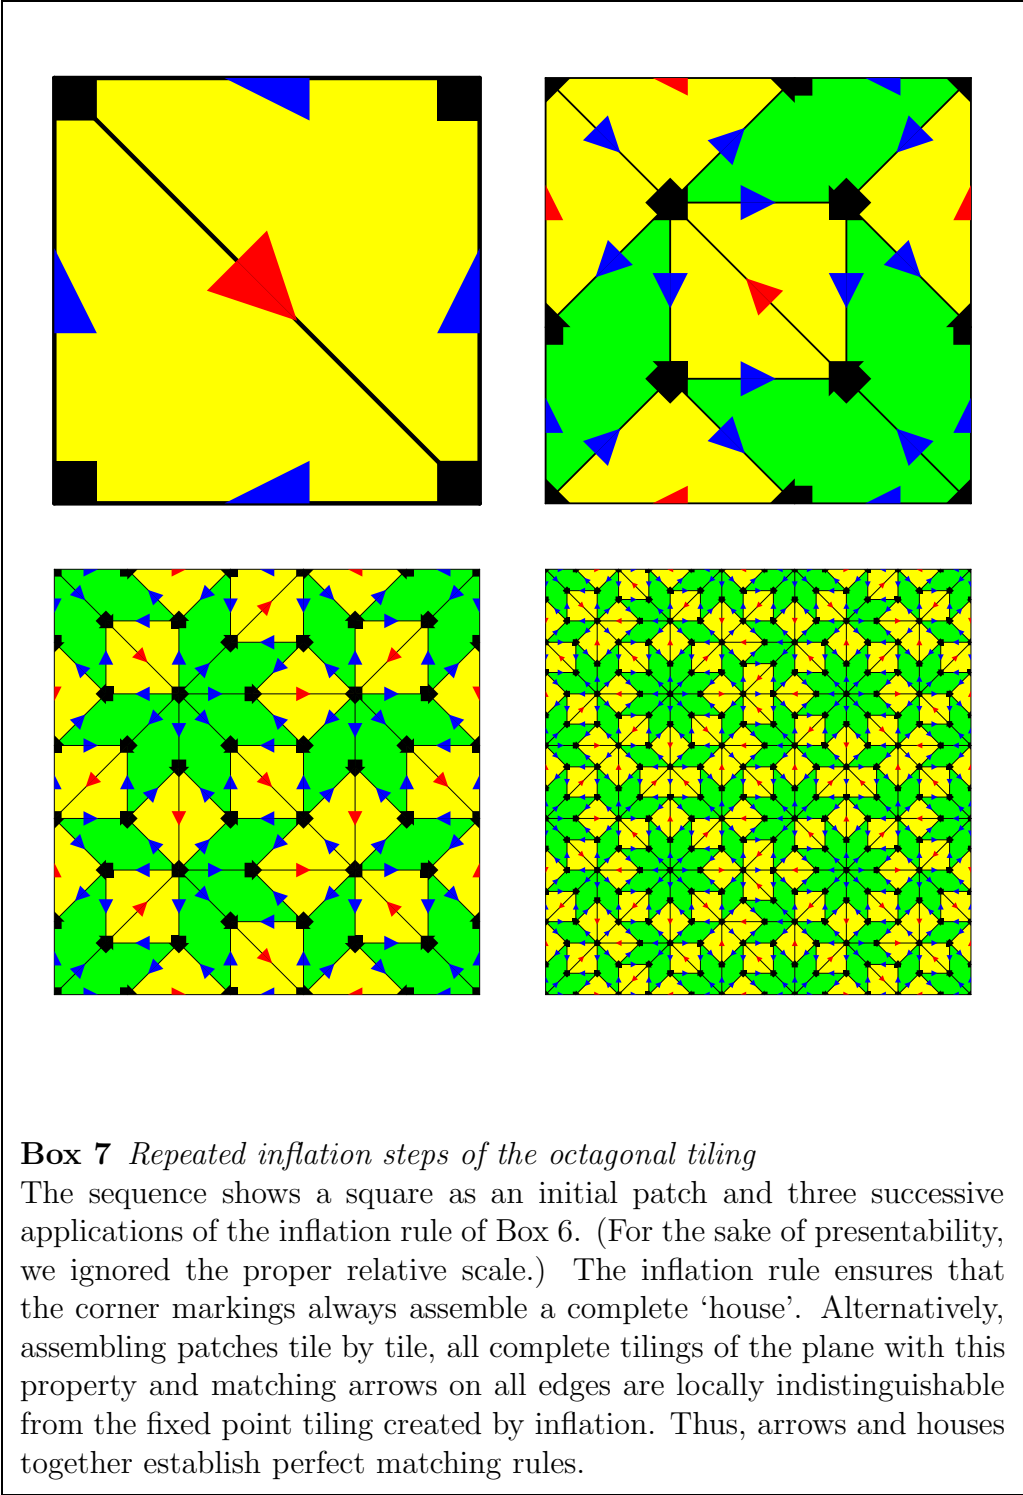 Box 7 Repeated inflation steps of the octagonal tiling
The sequence shows a square as an initial patch and three successive
applications of the inflation rule of Box 6. (For the sake of presentability,
we ignored the proper relative scale.) The inflation rule ensures that
the corner markings always assemble a complete ‘house’. Alternatively,
assembling patches tile by tile, all complete tilings of the plane with this
property and matching arrows on all edges are locally indistinguishable
from the fixed point tiling created by inflation. Thus, arrows and houses
together establish perfect matching rules.